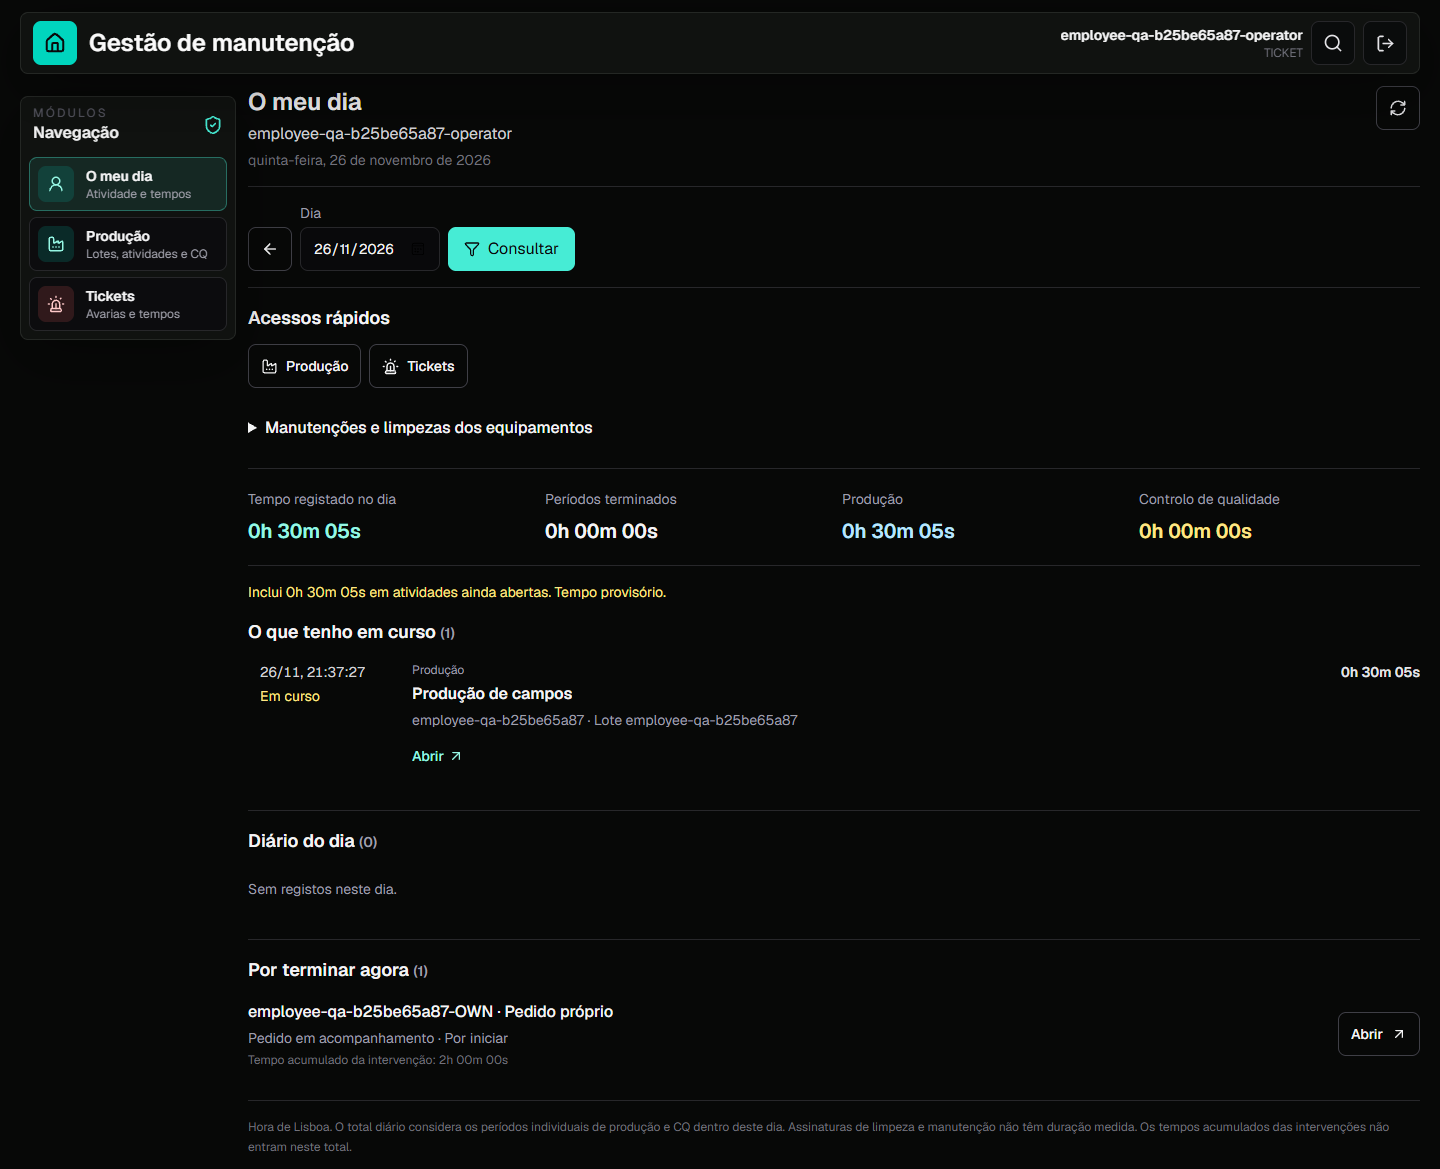 Gestão de manutenção
employee-qa-b25be65a87-operator
TICKET
MÓDULOS
Navegação
O meu dia
Atividade e tempos
Produção
Lotes, atividades e CQ
Tickets
Avarias e tempos
O meu dia
employee-qa-b25be65a87-operator
quinta-feira, 26 de novembro de 2026
Dia
26/11/2026
Consultar
Acessos rápidos
Produção
Tickets
Manutenções e limpezas dos equipamentos
Tempo registado no dia
0h 30m 05s
Períodos terminados
0h 00m 00s
Produção
0h 30m 05s
Controlo de qualidade
0h 00m 00s
Inclui 0h 30m 05s em atividades ainda abertas. Tempo provisório.
O que tenho em curso (1)
26/11, 21:37:27
Em curso
Produção
Produção de campos
employee-qa-b25be65a87 · Lote employee-qa-b25be65a87
Abrir
0h 30m 05s
Diário do dia (0)
Sem registos neste dia.
Por terminar agora (1)
employee-qa-b25be65a87-OWN · Pedido próprio
Pedido em acompanhamento · Por iniciar
Tempo acumulado da intervenção: 2h 00m 00s
Abrir
Hora de Lisboa. O total diário considera os períodos individuais de produção e CQ dentro deste dia. Assinaturas de limpeza e manutenção não têm duração medida. Os tempos acumulados das intervenções não
entram neste total.